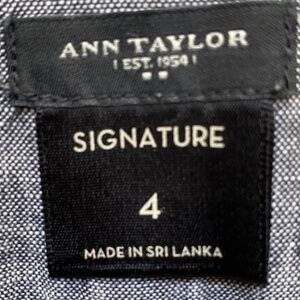 ANN TAYLOR
| EST. 1954 |
SIGNATURE
4
MADE IN SRI LANKA